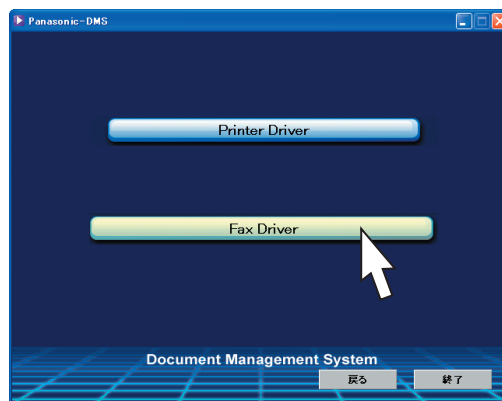 Panasonic-DMS
Printer Driver
Fax Driver
Document Management System
戻る
終了